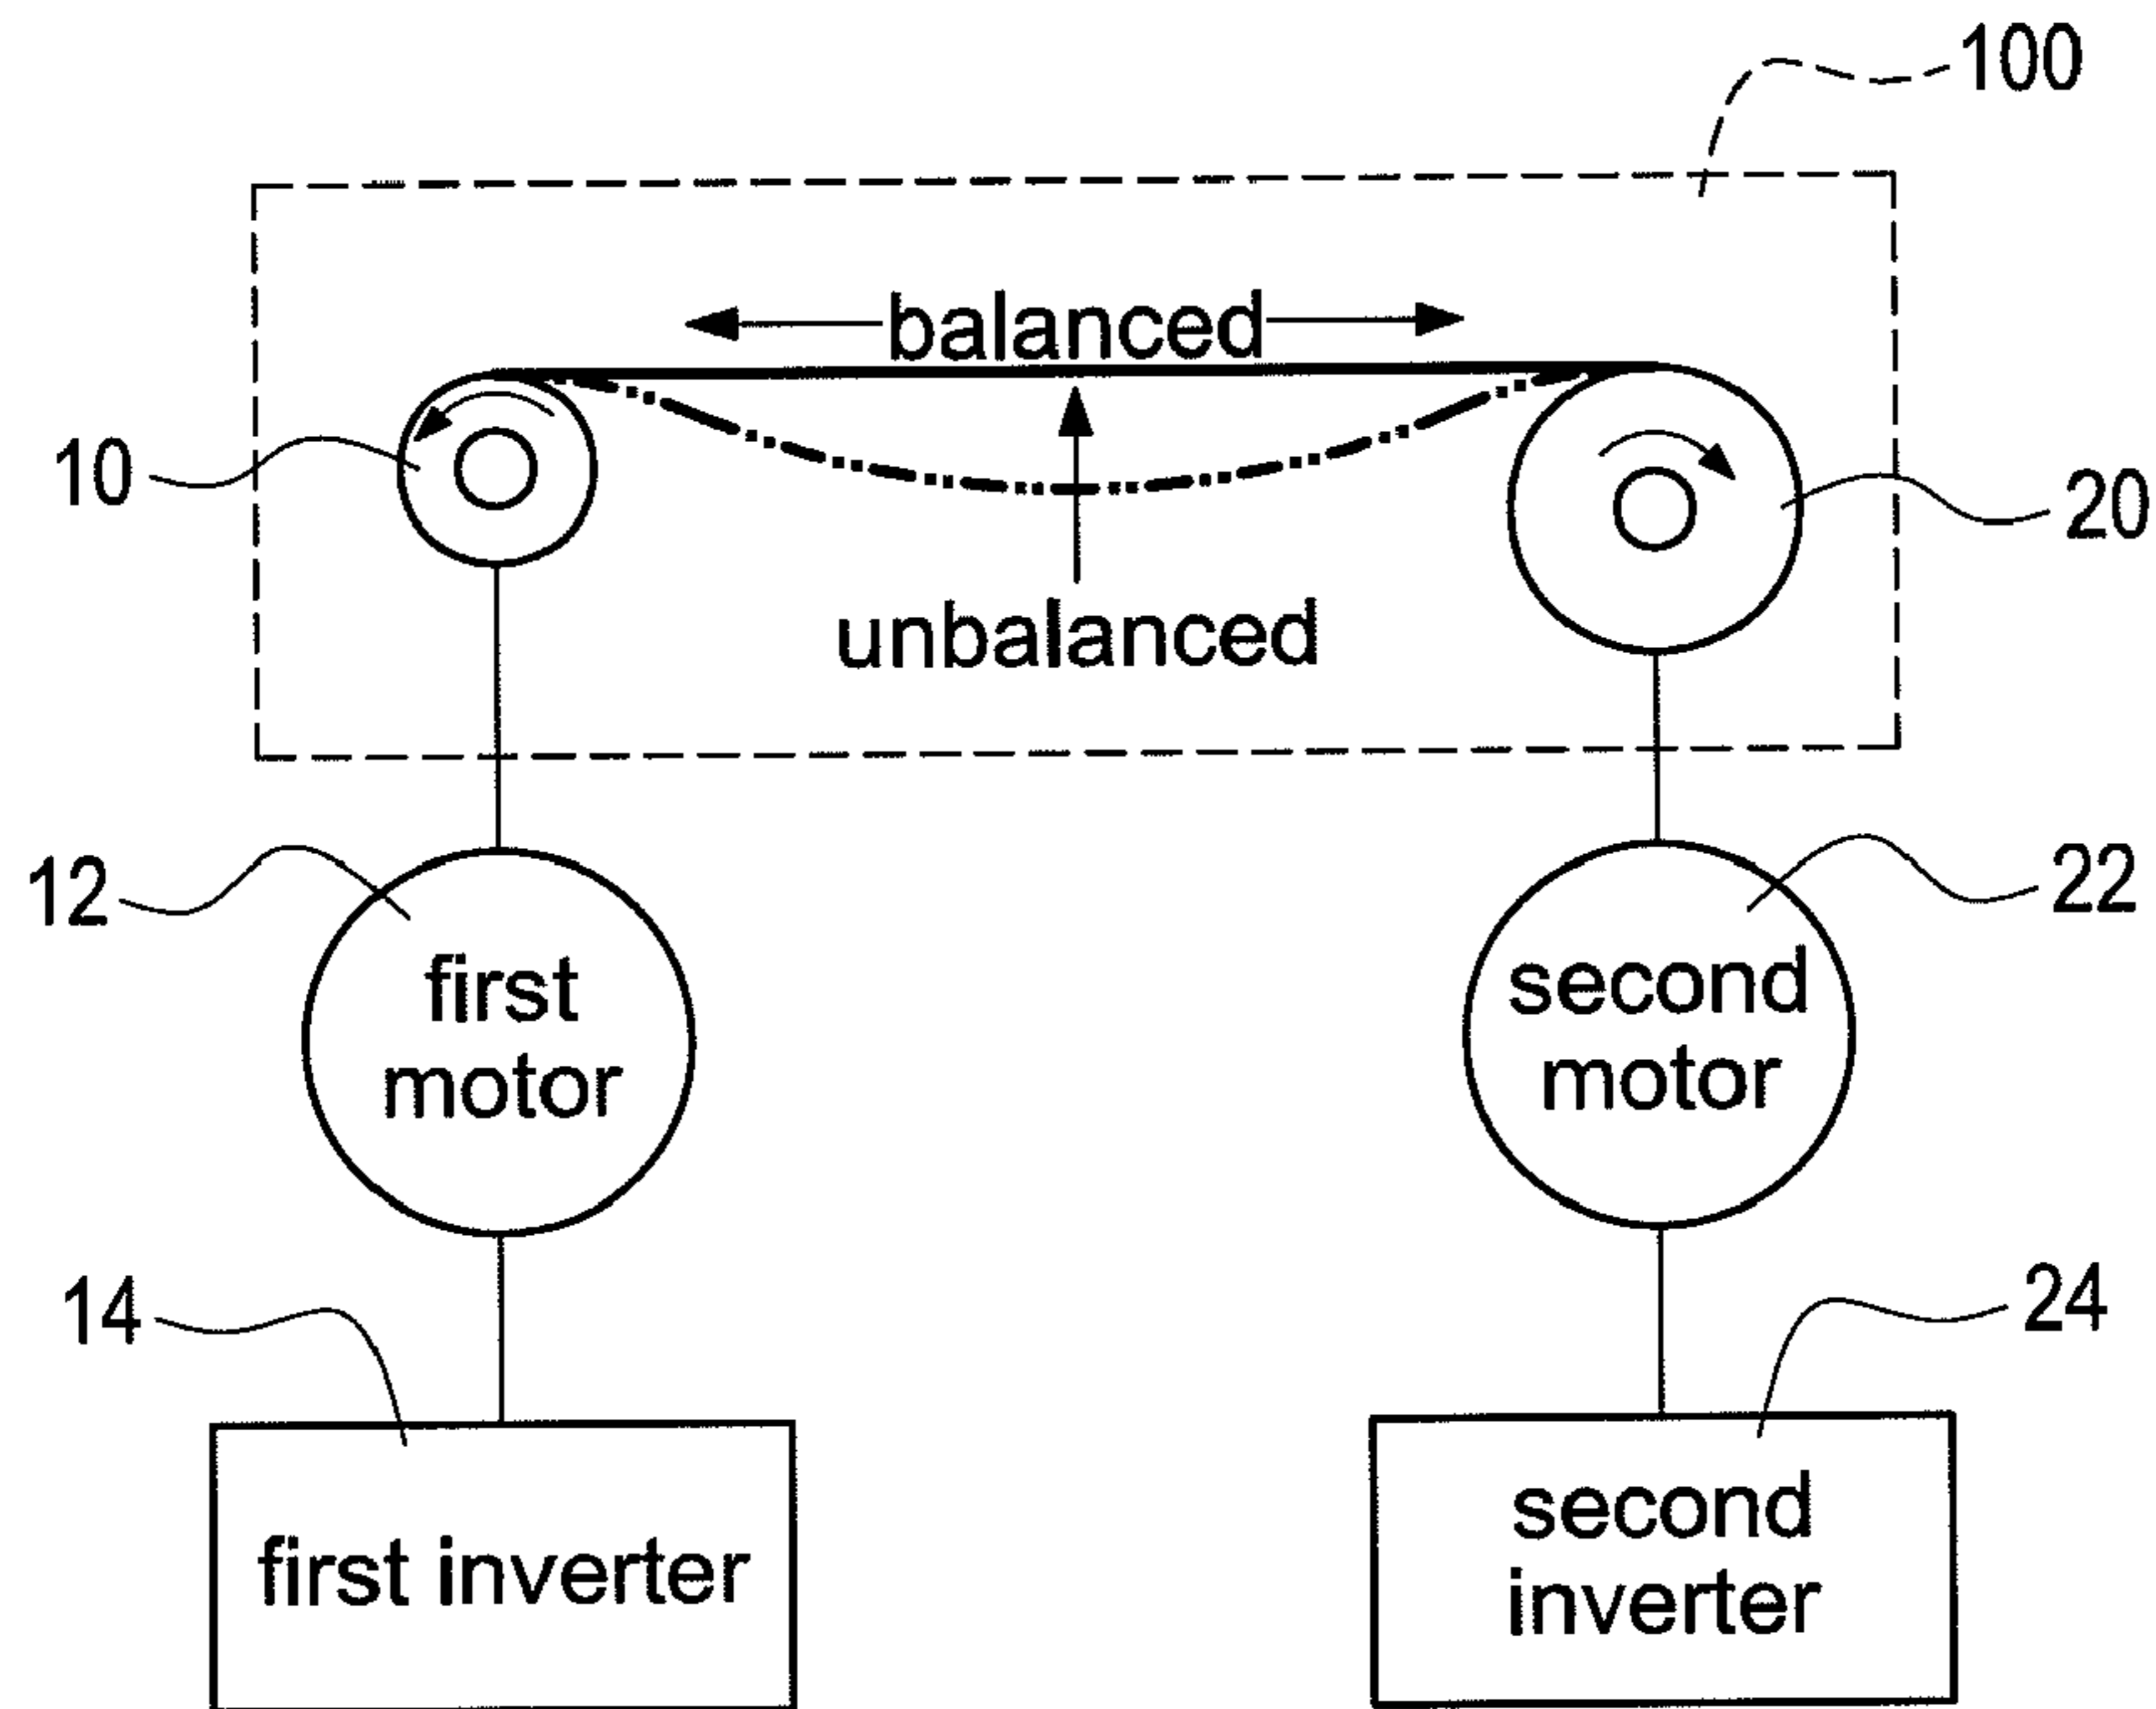 100
balanced
10
20
unbalanced
12
22
first
motor
second
motor
14
24
first inverter
second
inverter